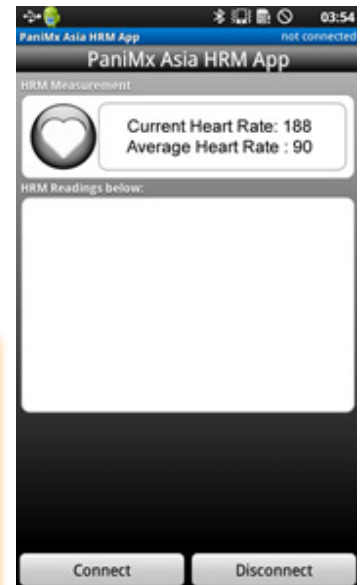 03:54
PaniMx Asia HRM App not connected
PaniMx Asia HRM App
HRM Measurement
Current Heart Rate: 188
Average Heart Rate : 90
HRM Readings below:
Connect Disconnect